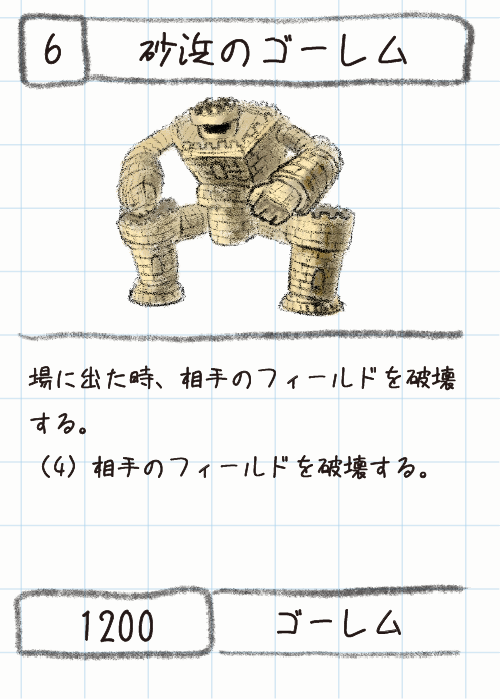 6
砂浜のゴーレム
場に出た時、相手のフィールドを破壊
する。
（4）相手のフィールドを破壊する。
1200
ゴーレム